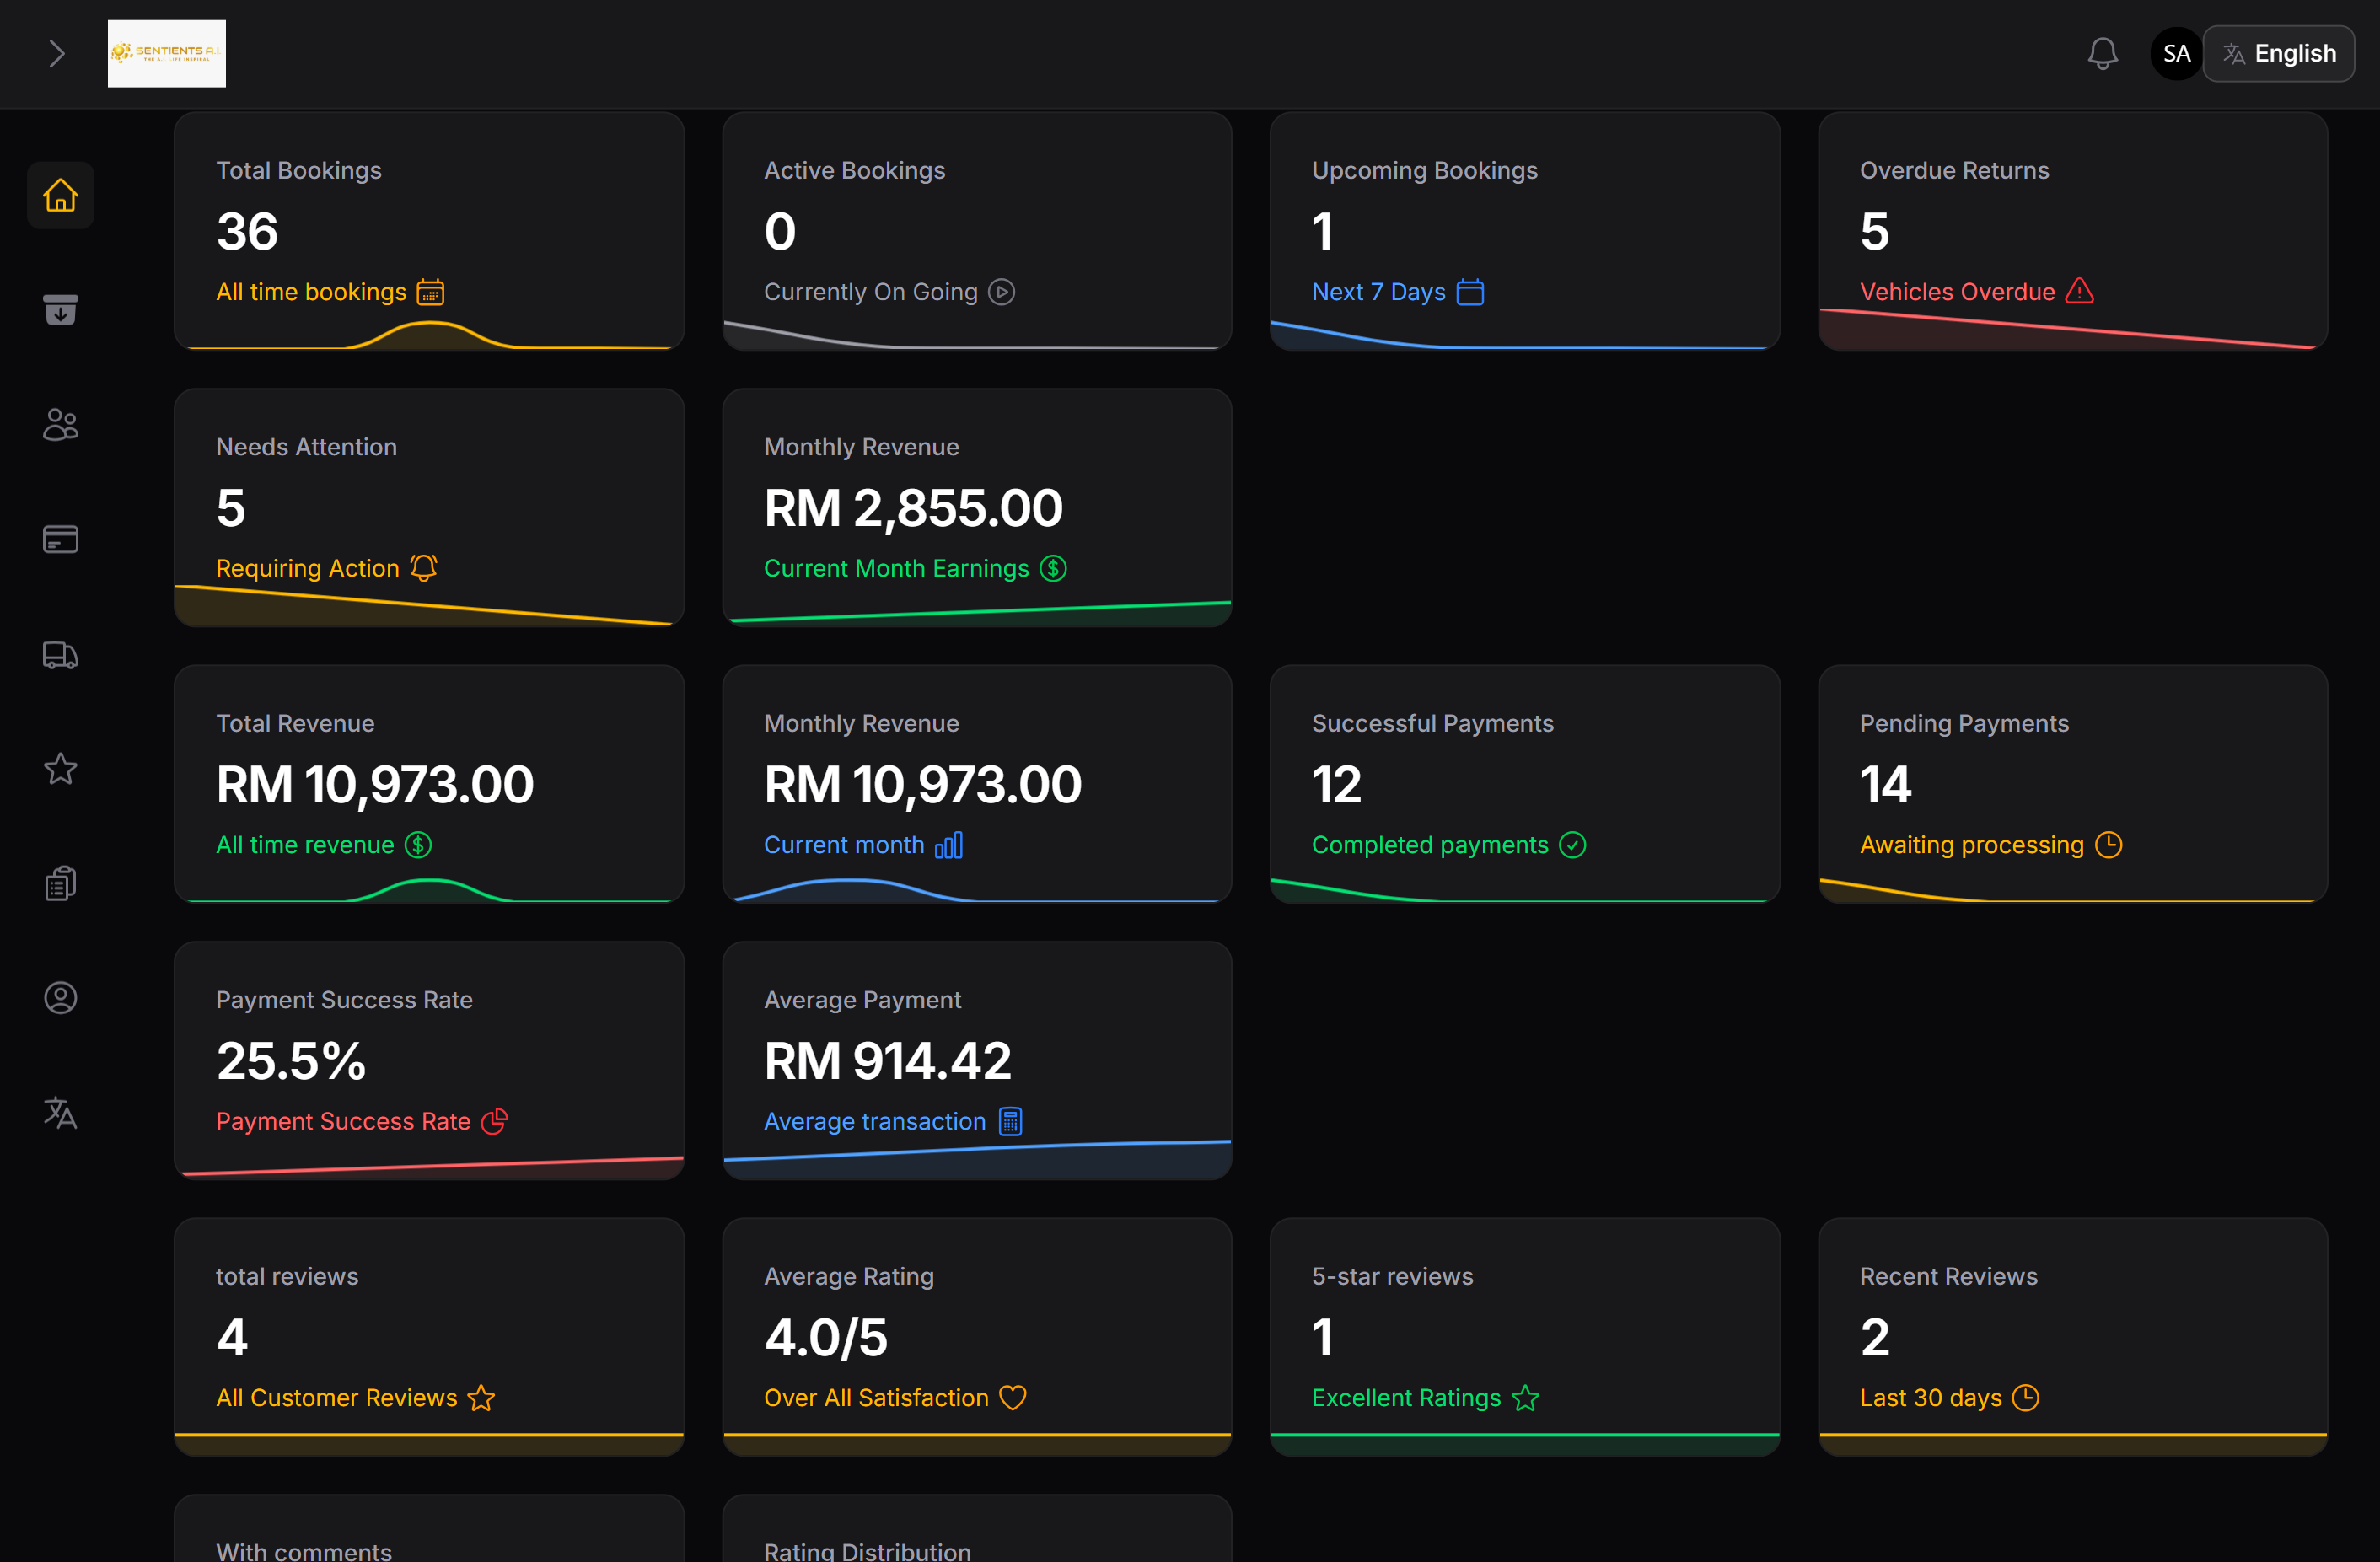 SENTIENTS A.I.
SA
English
Total Bookings
36
All time bookings
Active Bookings
0
Currently On Going
Upcoming Bookings
1
Next 7 Days
Overdue Returns
5
Vehicles Overdue
Needs Attention
5
Requiring Action
Monthly Revenue
RM 2,855.00
Current Month Earnings
Total Revenue
RM 10,973.00
All time revenue
Monthly Revenue
RM 10,973.00
Current month
Successful Payments
12
Completed payments
Pending Payments
14
Awaiting processing
Payment Success Rate
25.5%
Payment Success Rate
Average Payment
RM 914.42
Average transaction
total reviews
4
All Customer Reviews
Average Rating
4.0/5
Over All Satisfaction
5-star reviews
1
Excellent Ratings
Recent Reviews
2
Last 30 days
With comments
Rating Distribution